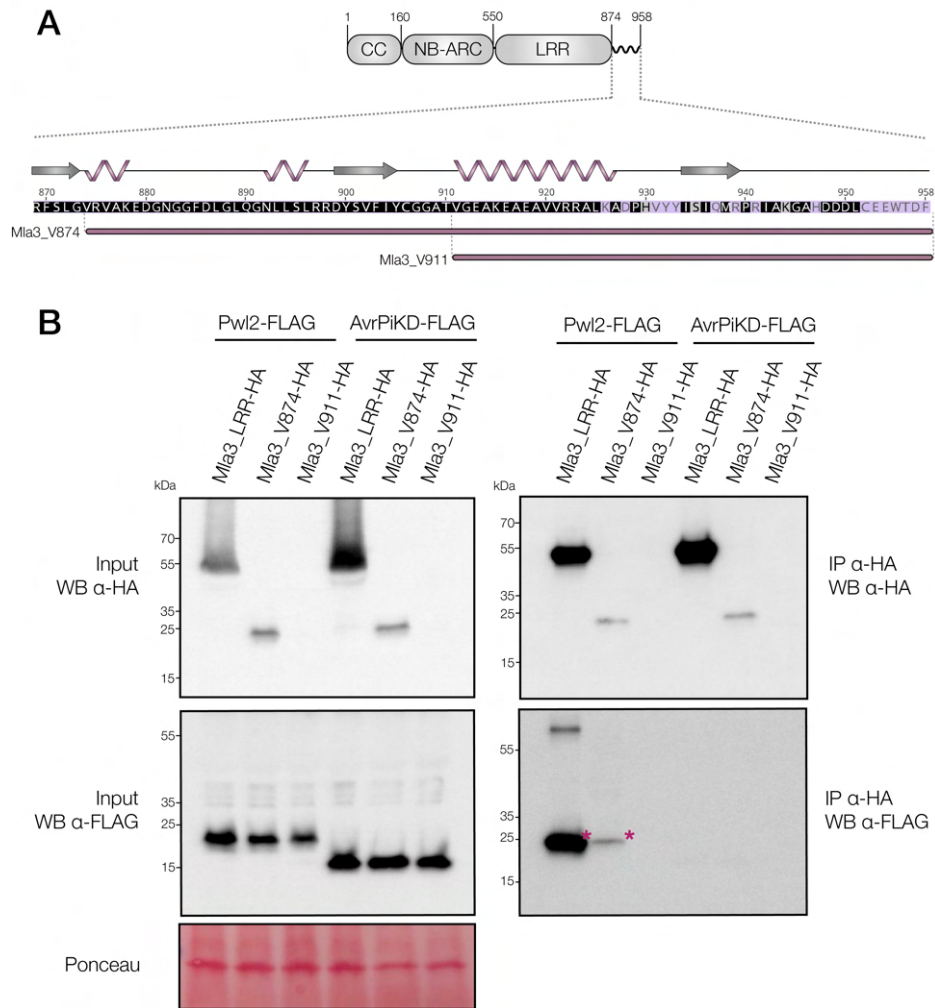 A
1 160 550 874 958
CC NB-ARC LRR
870 880 890 900 910 920 930 940 950 958
RFSLGVRVAKEDGNGGFDLGLQGNLLSLRRDYSVFIYCGGATVGEAKEAEAVVRRALKADPHVYYISIQMRPRIAKGAHDDDLCEEWTDF
Mla3_V874
Mla3_V911
B
Pwl2-FLAG AvrPiKD-FLAG
Mla3_LRR-HA
Mla3_V874-HA
Mla3_V911-HA
Mla3_LRR-HA
Mla3_V874-HA
Mla3_V911-HA
kDa
70
55
35
25
15
Input
WB α-HA
55
35
25
15
Input
WB α-FLAG
Ponceau
Pwl2-FLAG AvrPiKD-FLAG
Mla3_LRR-HA
Mla3_V874-HA
Mla3_V911-HA
Mla3_LRR-HA
Mla3_V874-HA
Mla3_V911-HA
kDa
70
55
35
25
15
IP α-HA
WB α-HA
55
35
25
15
* *
IP α-HA
WB α-FLAG